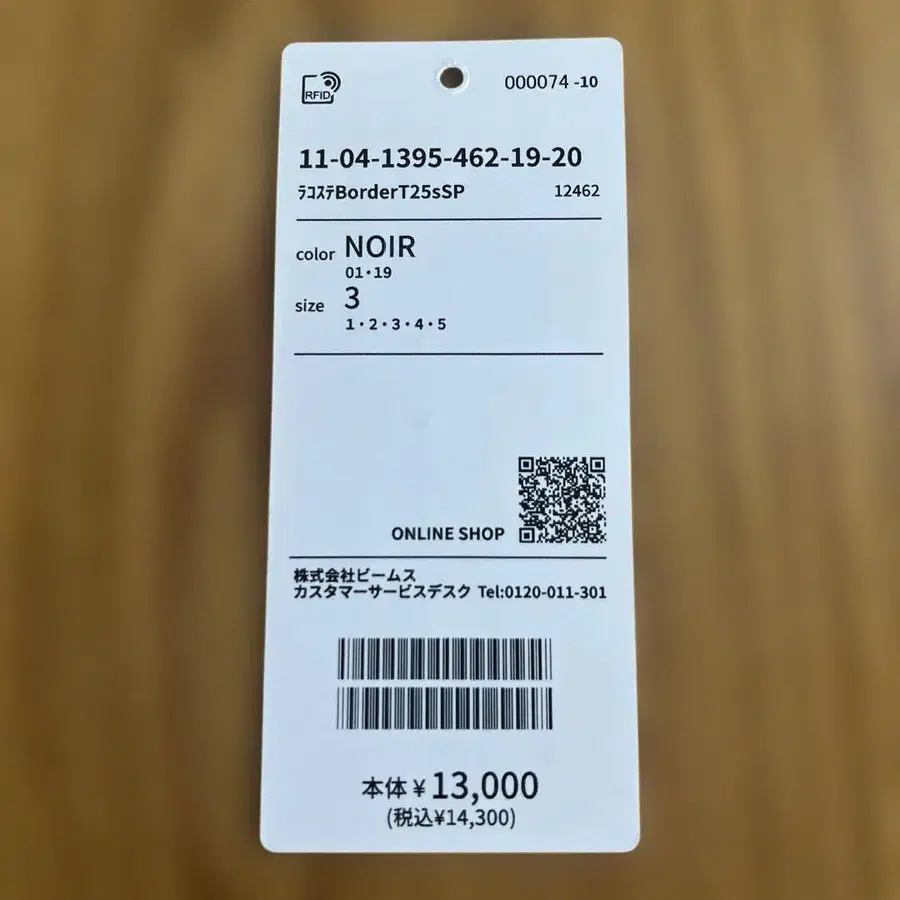 RFID
000074 -10
11-04-1395-462-19-20
ﾗｺｽﾃBorderT25sSP 12462
color NOIR
01・19
size 3
1・2・3・4・5
ONLINE SHOP
株式会社ビームス
カスタマーサービスデスク Tel:0120-011-301
本体¥13,000
(税込¥14,300)